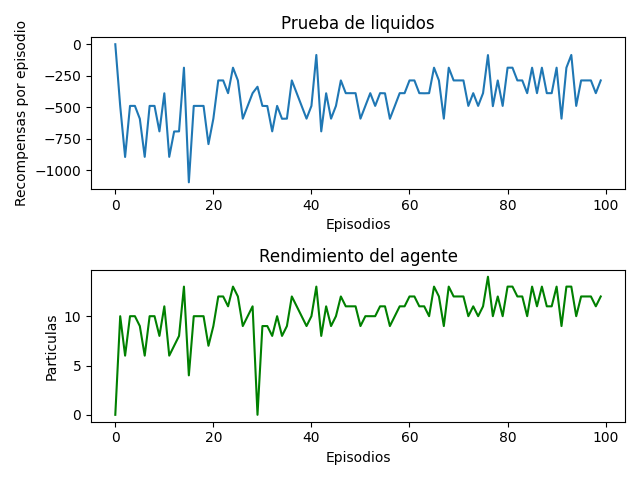 Prueba de liquidos
Recompensas por episodio
0
−250
−500
−750
−1000
0 20 40 60 80 100
Episodios
Rendimiento del agente
Particulas
10
5
0
0 20 40 60 80 100
Episodios